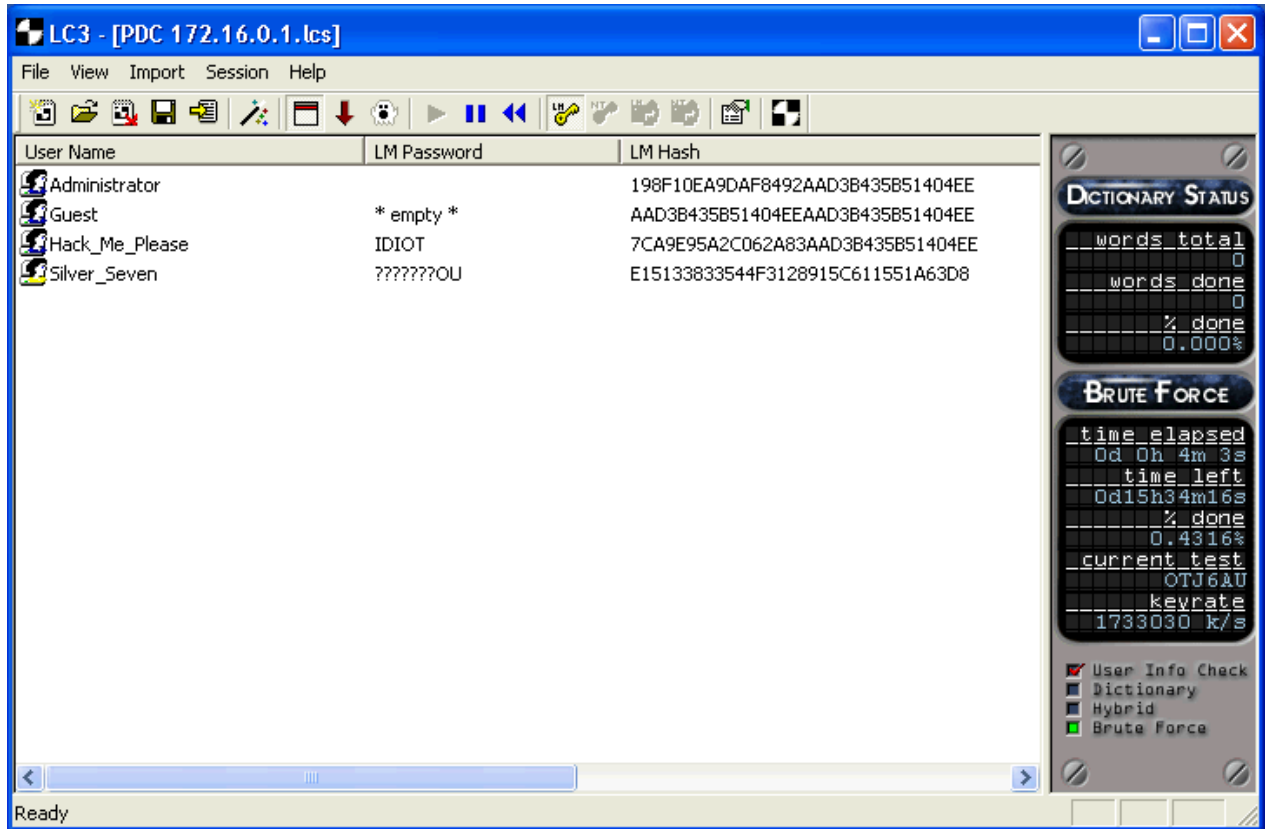 LC3 - [PDC 172.16.0.1.lcs]
File View Import Session Help
LM NT
User Name LM Password LM Hash
Administrator 198F10EA9DAF8492AAD3B435B51404EE
Guest * empty * AAD3B435B51404EEAAD3B435B51404EE
Hack_Me_Please IDIOT 7CA9E95A2C062A83AAD3B435B51404EE
Silver_Seven ???????OU E15133833544F3128915C611551A63D8
DICTIONARY STATUS
words total
0
words done
0
% done
0.000%
BRUTE FORCE
time elapsed
0d 0h 4m 3s
time left
0d15h34m16s
% done
0.4316%
current test
OTJ6AU
keyrate
1733030 k/s
User Info Check
Dictionary
Hybrid
Brute Force
Ready